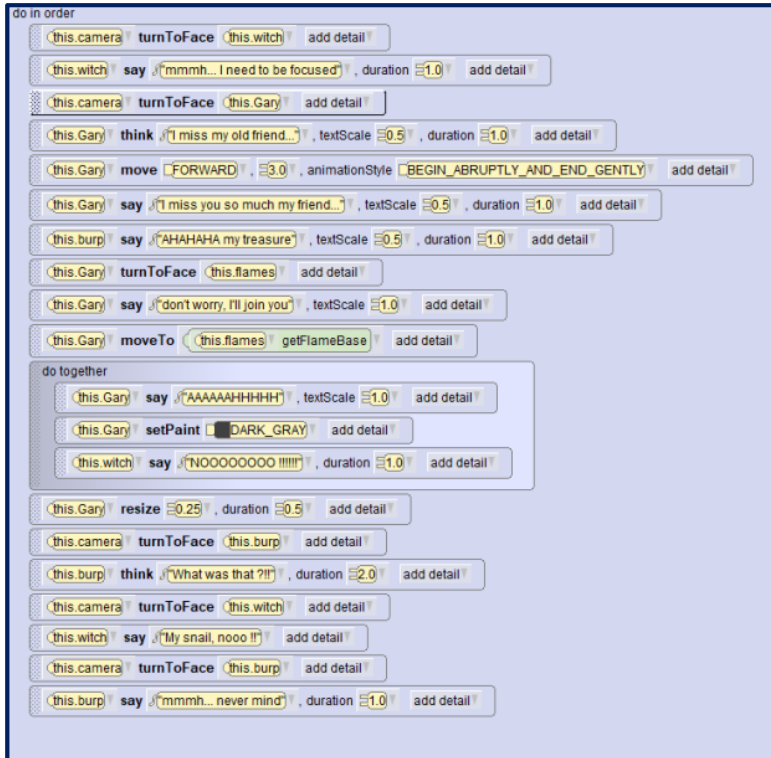 do in order
this.camera turnToFace this.witch add detail
this.witch say "mmmh... I need to be focused" , duration 1.0 add detail
this.camera turnToFace this.Gary add detail
this.Gary think "I miss my old friend..." , textScale 0.5 , duration 1.0 add detail
this.Gary move FORWARD , 3.0 , animationStyle BEGIN_ABRUPTLY_AND_END_GENTLY add detail
this.Gary say "I miss you so much my friend..." , textScale 0.5 , duration 1.0 add detail
this.burp say "AHAHAHA my treasure" , textScale 0.5 , duration 1.0 add detail
this.Gary turnToFace this.flames add detail
this.Gary say "don't worry, I'll join you" , textScale 1.0 add detail
this.Gary moveTo this.flames getFlameBase add detail
do together
this.Gary say "AAAAAAHHHHH" , textScale 1.0 add detail
this.Gary setPaint DARK_GRAY add detail
this.witch say "NOOOOOOOO !!!!!!" , duration 1.0 add detail
this.Gary resize 0.25 , duration 0.5 add detail
this.camera turnToFace this.burp add detail
this.burp think "What was that ?!!" , duration 2.0 add detail
this.camera turnToFace this.witch add detail
this.witch say "My snail, nooo !!" add detail
this.camera turnToFace this.burp add detail
this.burp say "mmmh... never mind" , duration 1.0 add detail